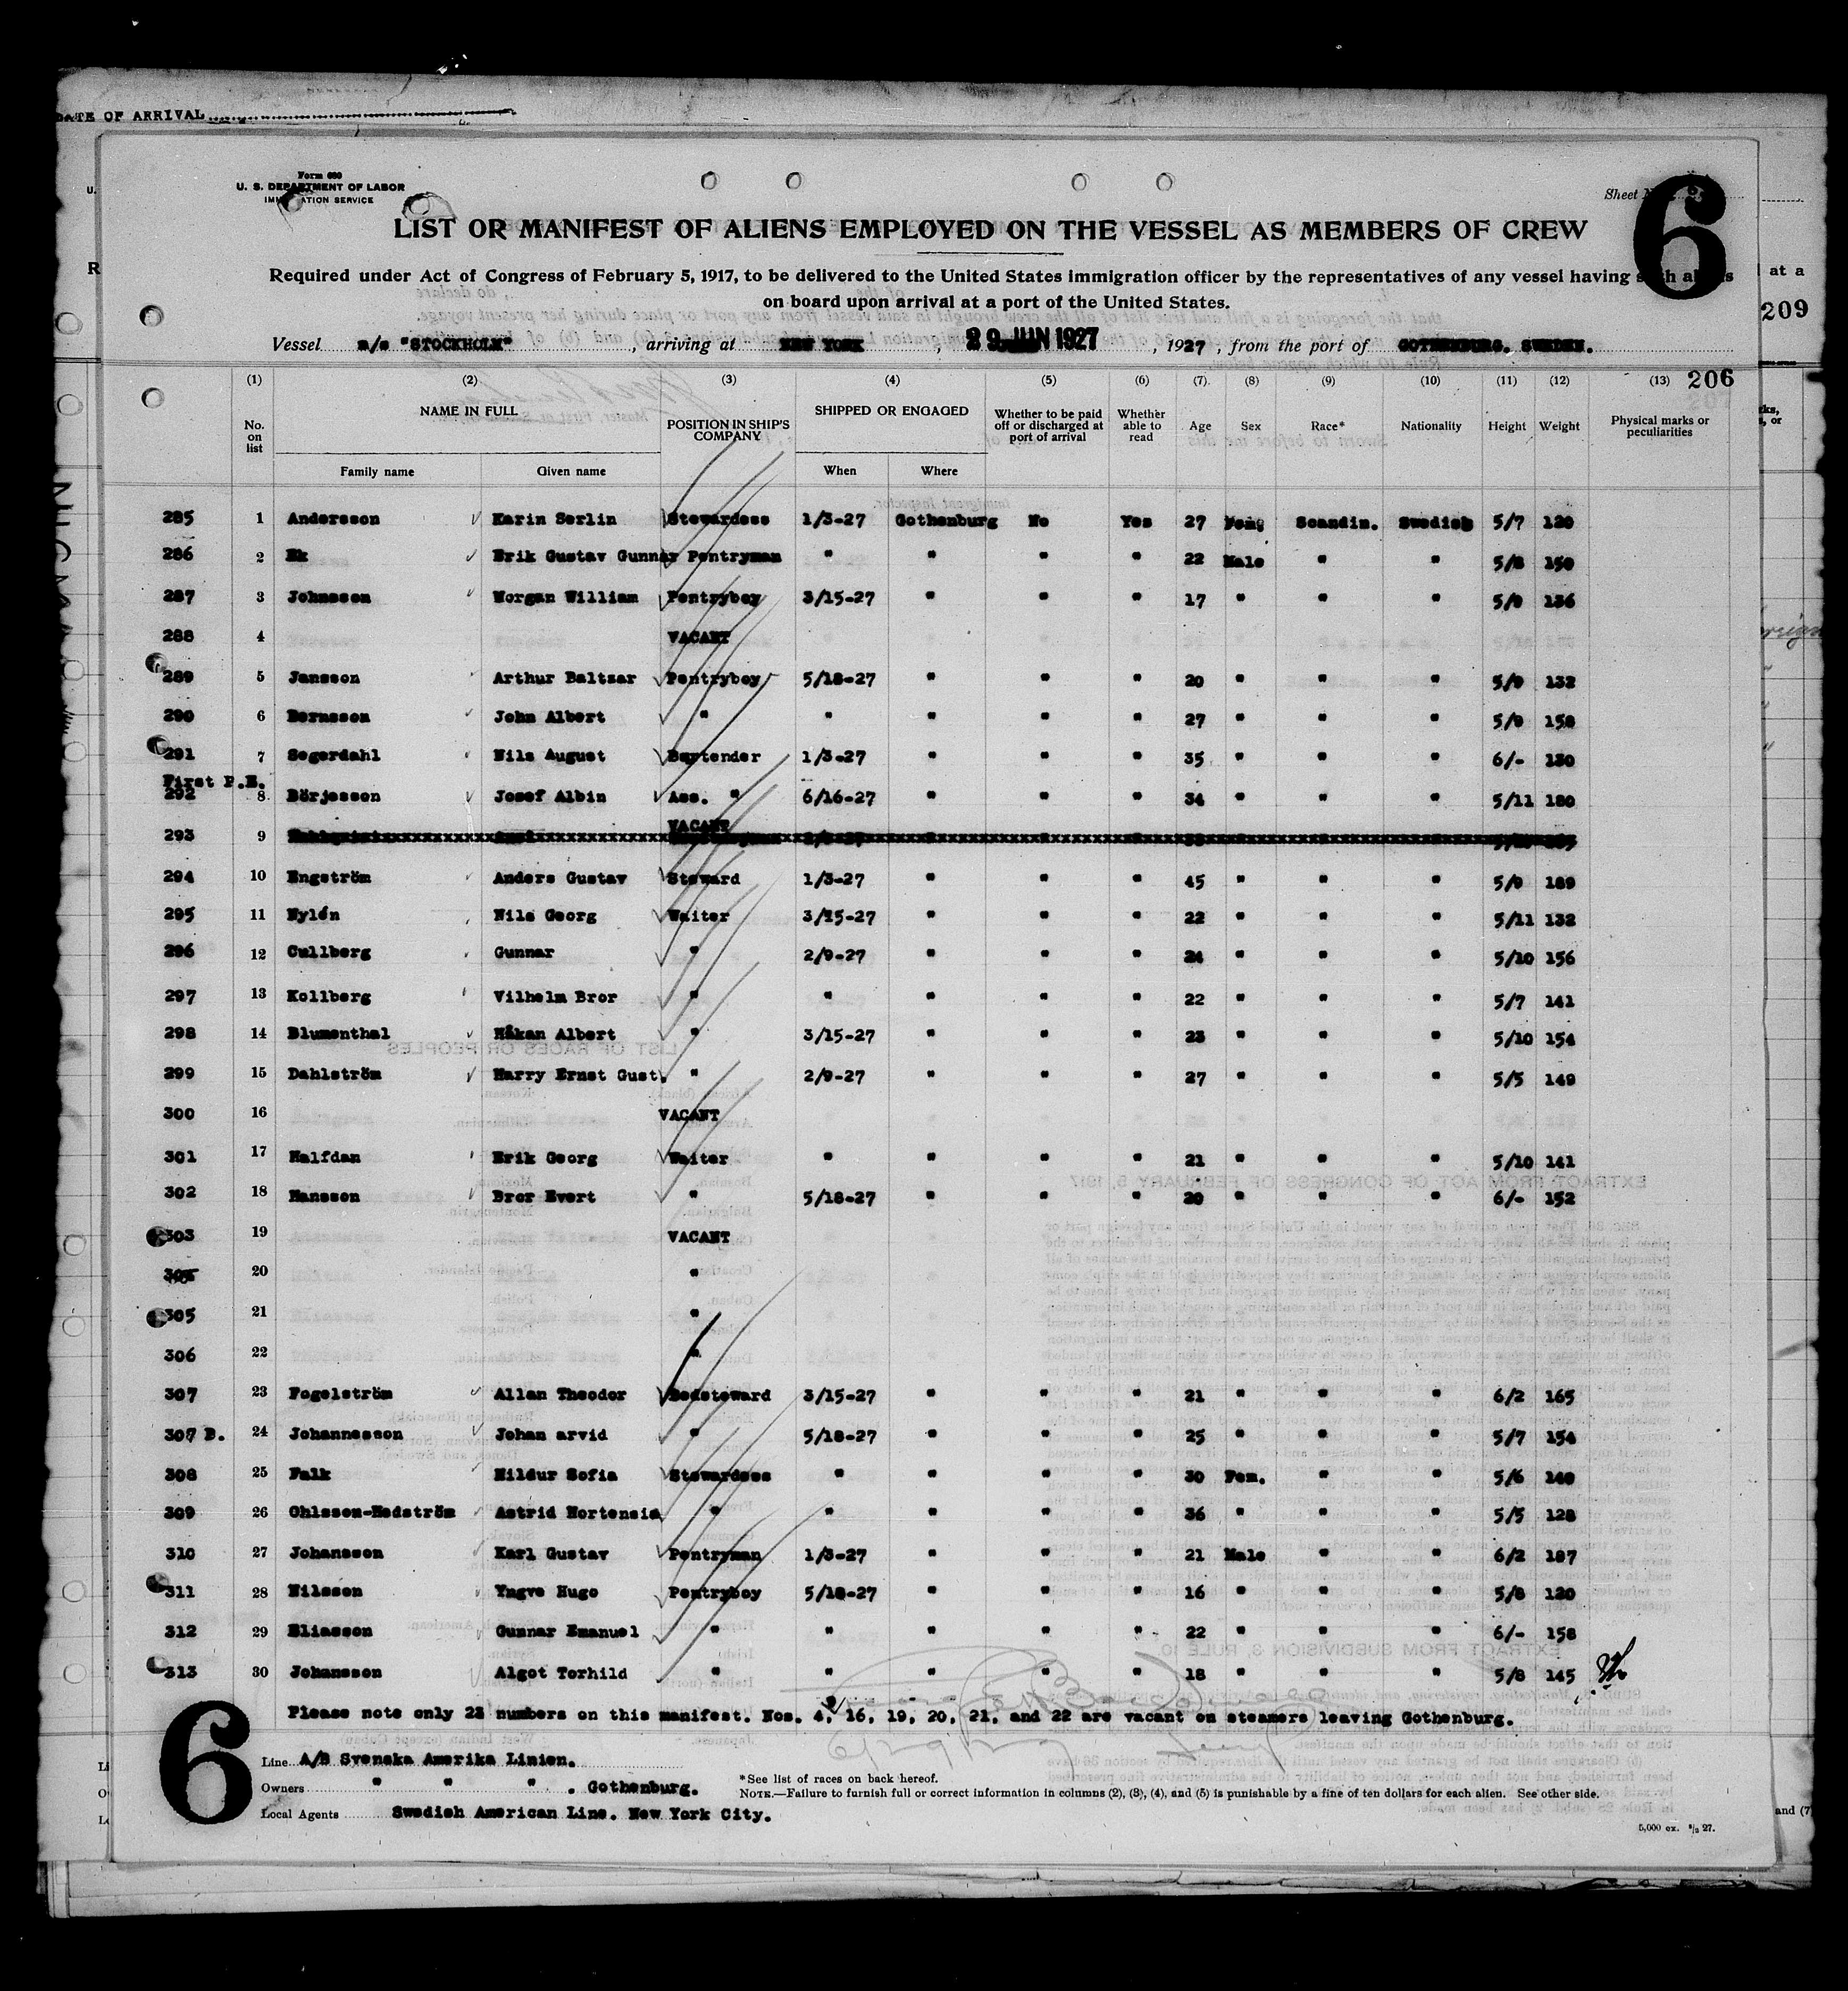 DATE OF ARRIVAL
Form 680
U. S. DEPARTMENT OF LABOR
IMMIGRATION SERVICE
Sheet No. 6
6
LIST OR MANIFEST OF ALIENS EMPLOYED ON THE VESSEL AS MEMBERS OF CREW
Required under Act of Congress of February 5, 1917, to be delivered to the United States immigration officer by the representatives of any vessel having such aliens
on board upon arrival at a port of the United States.
at a
209
Vessel m/s "STOCKHOLM", arriving at NEW YORK, 29 JUN 1927, 1927, from the port of GOTHENBURG, SWEDEN.
206
(1) (2) (3) (4) (5) (6) (7) (8) (9) (10) (11) (12) (13)
No. on list NAME IN FULL POSITION IN SHIP'S COMPANY SHIPPED OR ENGAGED Whether to be paid off or discharged at port of arrival Whether able to read Age Sex Race* Nationality Height Weight Physical marks or peculiarities
Family name Given name When Where
285 1 Andersson Karin Serlin Stewardess 1/3-27 Gothenburg No Yes 27 Fem. Scandin. Swedish 5/7 120
286 2 Ek Erik Gustav Gunnar Pentryman " " " " 22 Male " " 5/8 150
287 3 Johnsson Morgan William Pentryboy 3/15-27 " " " 17 " " " 5/9 136
288 4 VACANT
289 5 Jansson Arthur Baltzar Pentryboy 5/18-27 " " " 20 " " " 5/9 132
290 6 Bernsson John Albert " " " " " 27 " " " 5/9 158
291 7 Segerdahl Nils August Bartender 1/3-27 " " " 35 " " " 6/- 130
First P.E.
292 8 Börjesson Josef Albin Ass. " 6/16-27 " " " 34 " " " 5/11 180
293 9 VACANT
294 10 Engström Anders Gustav Steward 1/3-27 " " " 45 " " " 5/9 189
295 11 Nylén Nils Georg Waiter 3/15-27 " " " 22 " " " 5/11 132
296 12 Cullberg Gunnar " 2/9-27 " " " 24 " " " 5/10 156
297 13 Kollberg Vilhelm Bror " " " " " 22 " " " 5/7 141
298 14 Blumenthal Håkan Albert " 3/15-27 " " " 23 " " " 5/10 154
299 15 Dahlström Harry Ernst Gust. " 2/9-27 " " " 27 " " " 5/5 149
300 16 VACANT
301 17 Halfdan Erik Georg Waiter " " " " 21 " " " 5/10 141
302 18 Hansson Bror Evert " 5/18-27 " " " 20 " " " 6/- 152
303 19 VACANT
304 20 "
305 21 "
306 22 "
307 23 Fogelström Allan Theodor Bedsteward 3/15-27 " " " 21 " " " 6/2 165
307 B. 24 Johannesson Johan arvid " 5/18-27 " " " 25 " " " 5/7 154
308 25 Falk Hildur Sofia Stewardess " " " " 30 Fem. " " 5/6 140
309 26 Ohlsson-Hedström Astrid Hortensia " " " " " 36 " " " 5/5 128
310 27 Johansson Karl Gustav Pentryman 1/3-27 " " " 21 Male " " 6/2 187
311 28 Nilsson Yngve Hugo Pentryboy 5/18-27 " " " 16 " " " 5/8 120
312 29 Eliasson Gunnar Emanuel " " " " " 22 " " " 6/- 158
313 30 Johansson Algot Torhild " " " " " 18 " " " 5/8 145
Please note only 23 numbers on this manifest. Nos. 4, 9 16, 19, 20, 21, and 22 are vacant on steamers leaving Gothenburg.
6
Line A/B Svenska Amerika Linien.
Owners " " " . Gothenburg.
Local Agents Swedish American Line. New York City.
*See list of races on back hereof.
NOTE.—Failure to furnish full or correct information in columns (2), (3), (4), and (5) is punishable by a fine of ten dollars for each alien. See other side.
5,000 ex. 5/2 27.
and (7)